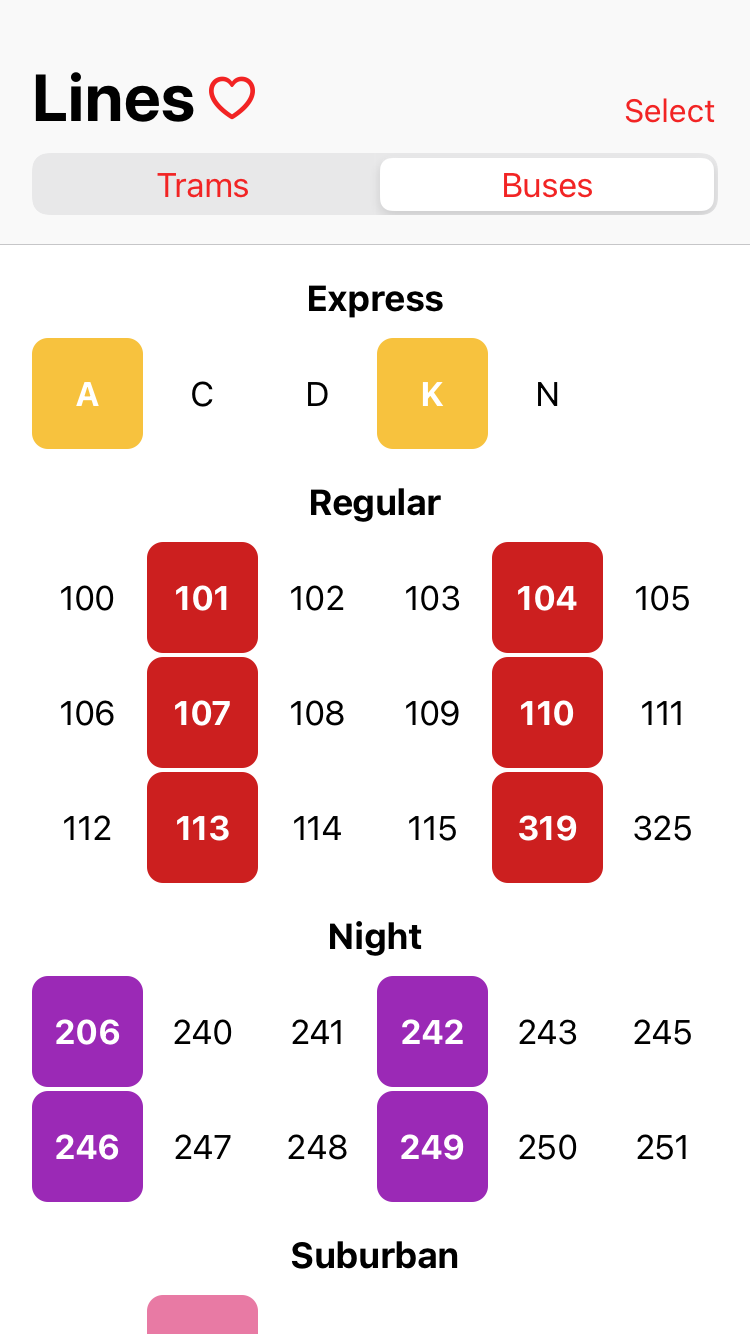 Lines
Select
Trams Buses
Express
A C D K N
Regular
100 101 102 103 104 105
106 107 108 109 110 111
112 113 114 115 319 325
Night
206 240 241 242 243 245
246 247 248 249 250 251
Suburban